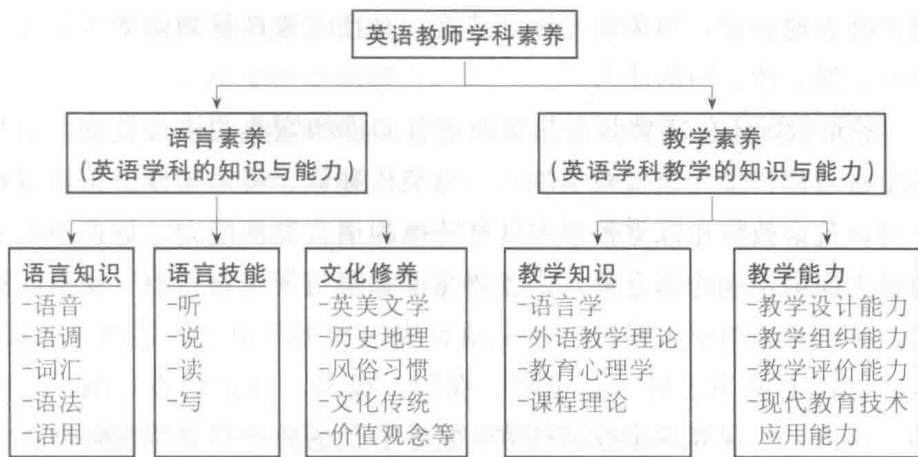 英语教师学科素养
语言素养
(英语学科的知识与能力)
教学素养
(英语学科教学的知识与能力)
语言知识
-语音
-语调
-词汇
-语法
-语用
语言技能
-听
-说
-读
-写
文化修养
-英美文学
-历史地理
-风俗习惯
-文化传统
-价值观念等
教学知识
-语言学
-外语教学理论
-教育心理学
-课程理论
教学能力
-教学设计能力
-教学组织能力
-教学评价能力
-现代教育技术
应用能力